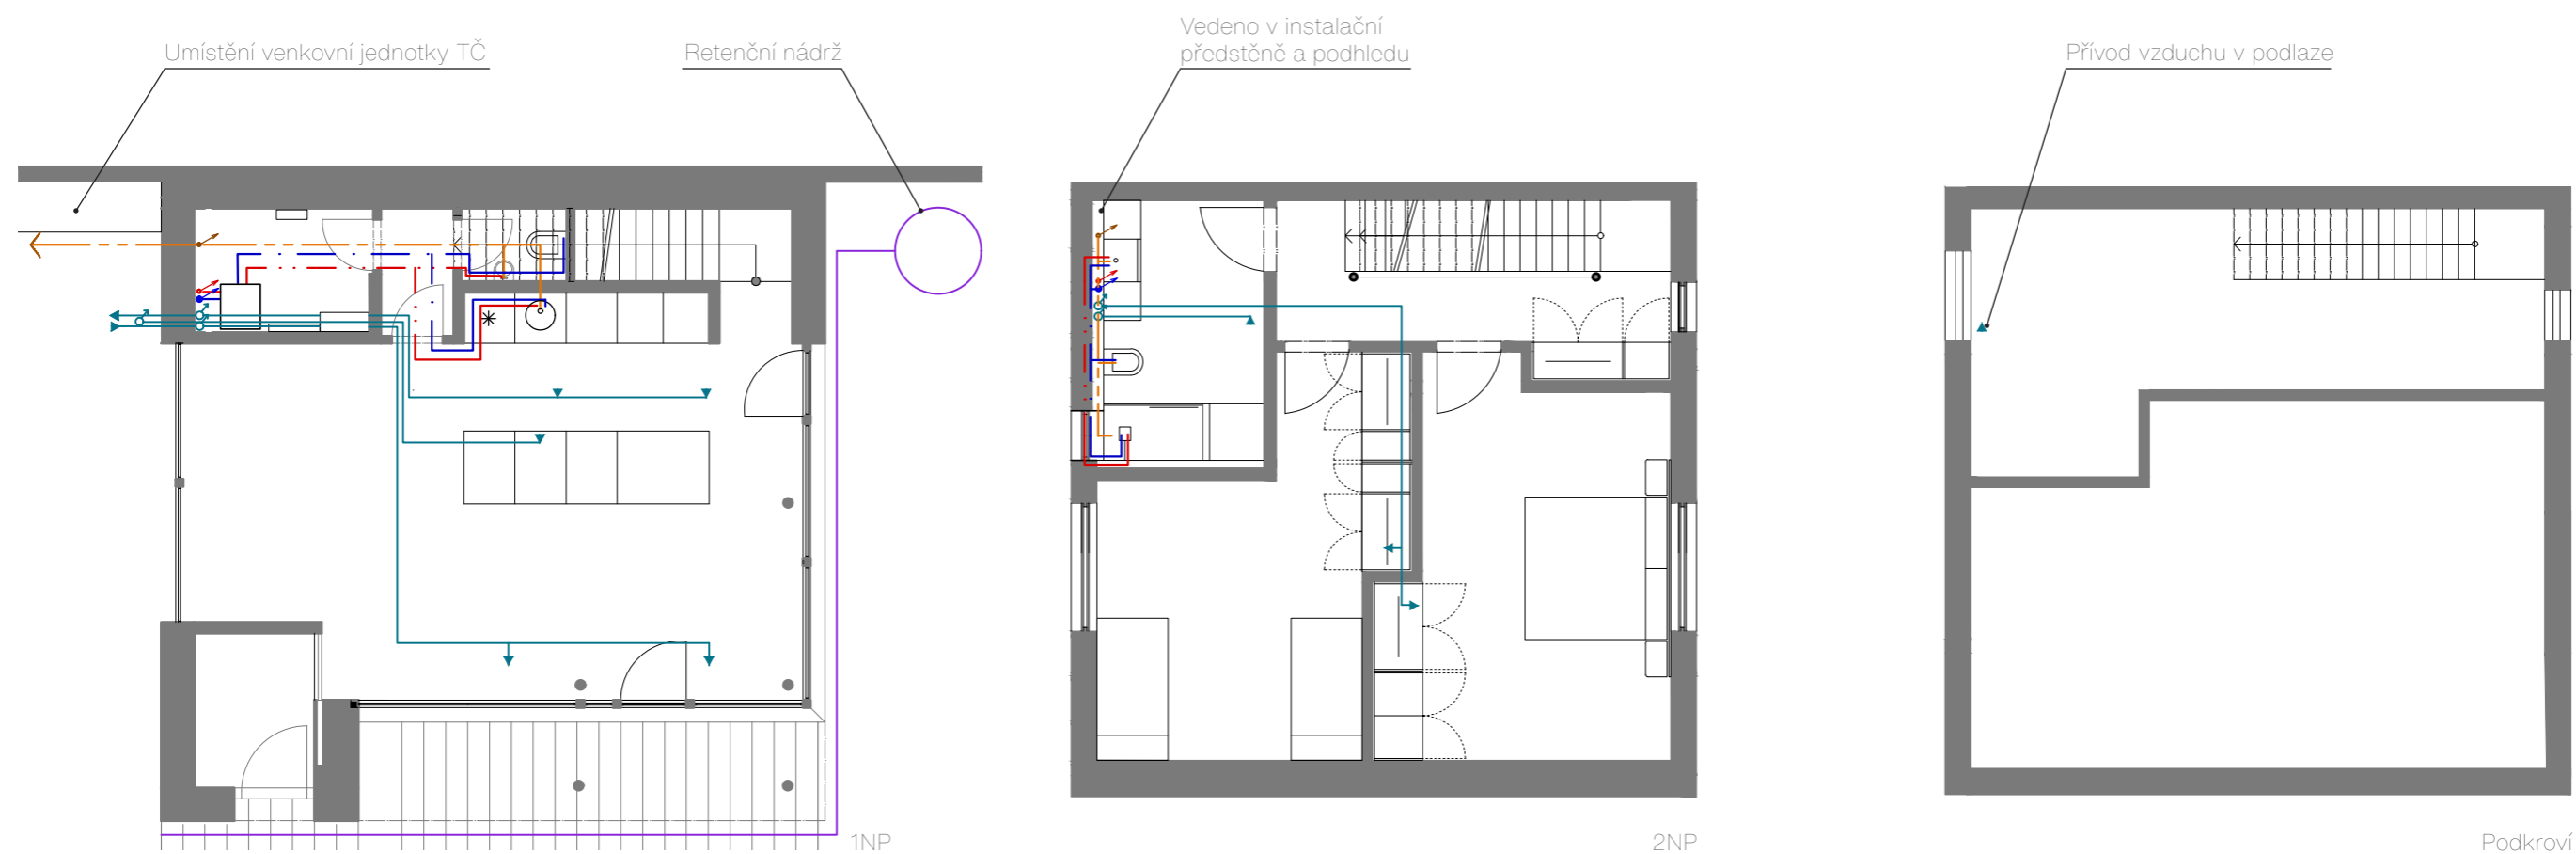 Umístění venkovní jednotky TČ
Retenční nádrž
Vedeno v instalační
předstěně a podhledu
Přívod vzduchu v podlaze
1NP
2NP
Podkroví